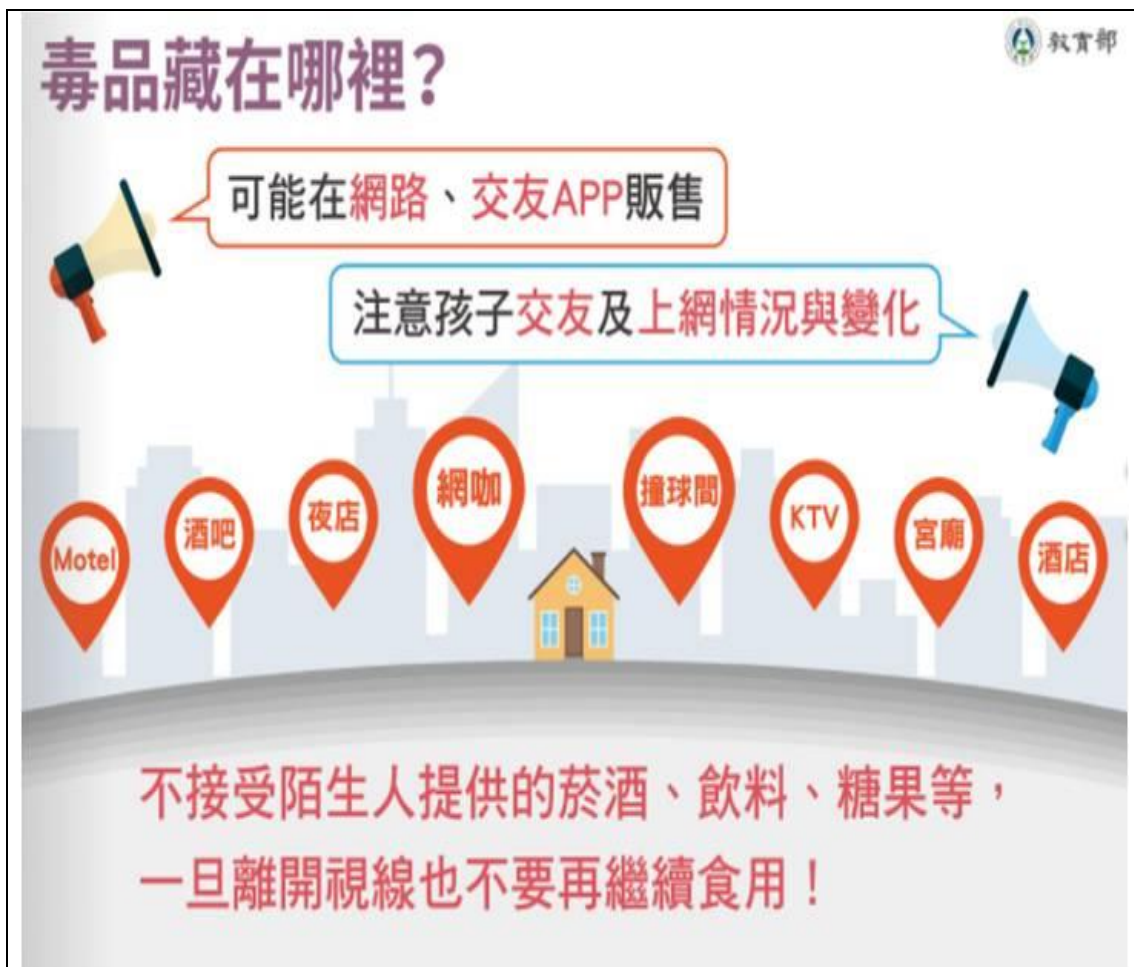 教育部
毒品藏在哪裡？
可能在網路、交友APP販售
注意孩子交友及上網情況與變化
Motel
酒吧
夜店
網咖
撞球間
KTV
宮廟
酒店
不接受陌生人提供的菸酒、飲料、糖果等，
一旦離開視線也不要再繼續食用！